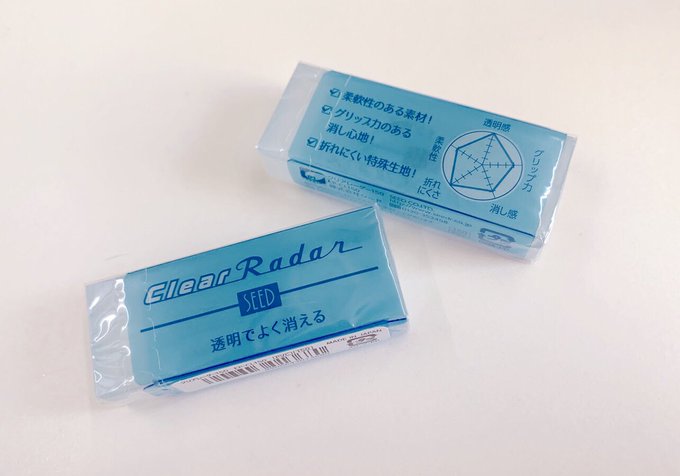 柔軟性のある素材!
グリップ力のある
消し心地!
折れにくい特殊生地!
透明感
グリップ力
消し感
折れ
にくさ
柔軟性
SEED CO.,LTD.
Clear Radar
SEED
透明でよく消える
MADE IN JAPAN